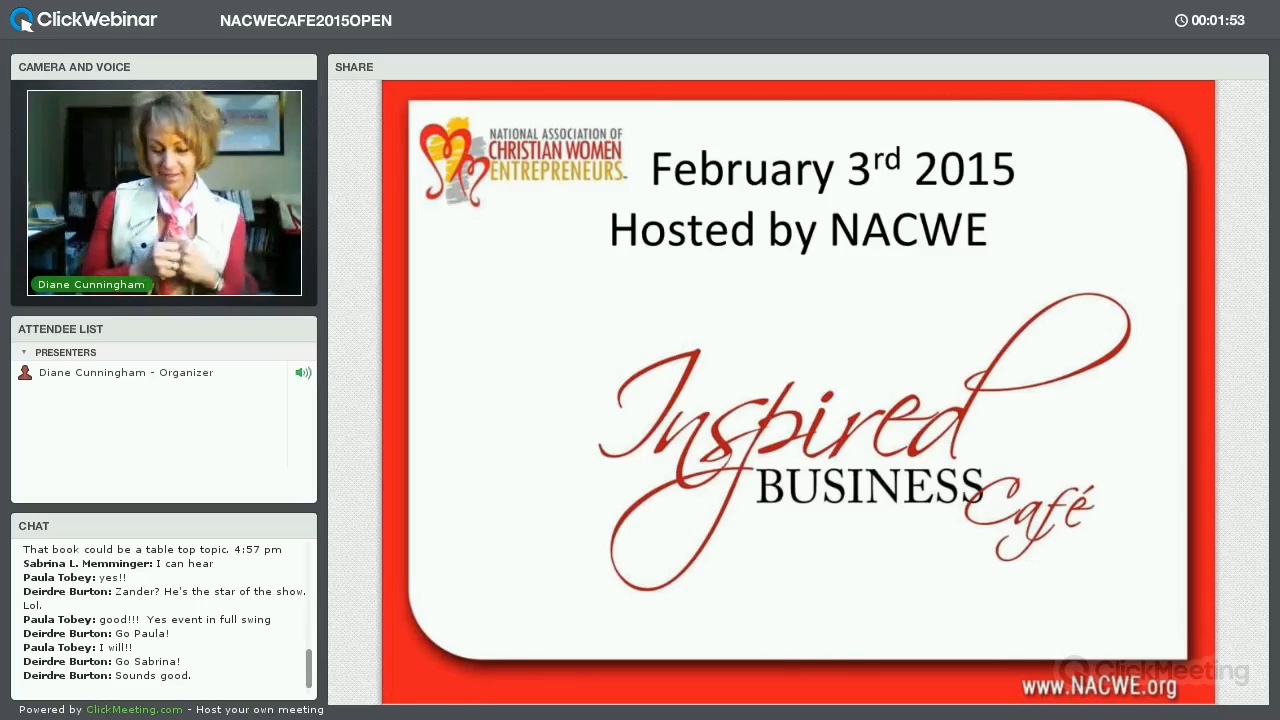 ClickWebinar
NACWECAFE2015OPEN
00:01:53
CAMERA AND VOICE
Diane Cunningham
ATTENDEE LIST
PRESENTERS
Diane Cunningham - Organizer
CHAT
That book could be a table top topic. 4:57 pm
Sabrina L. Memminger: I can hear
Paula Tobey: yes!!
Deirdre Burton: Zander? He's the star of the show.
Lol.
Paula Tobey: good!!! Yes event in full swing
Deirdre Burton: Go Paula!
Paula Tobey: I will!!
Deirdre Burton: Go Sabrina!
Deirdre Burton: Sounds good.
Powered by ClickMeeting.com - Host your own meeting
SHARE
NATIONAL ASSOCIATION OF
CHRISTIAN WOMEN
ENTREPRENEURS
February 3rd 2015
Hosted by NACWE
Inspired
BUSINESS
Café
ClickMeeting
www.NACWE.org